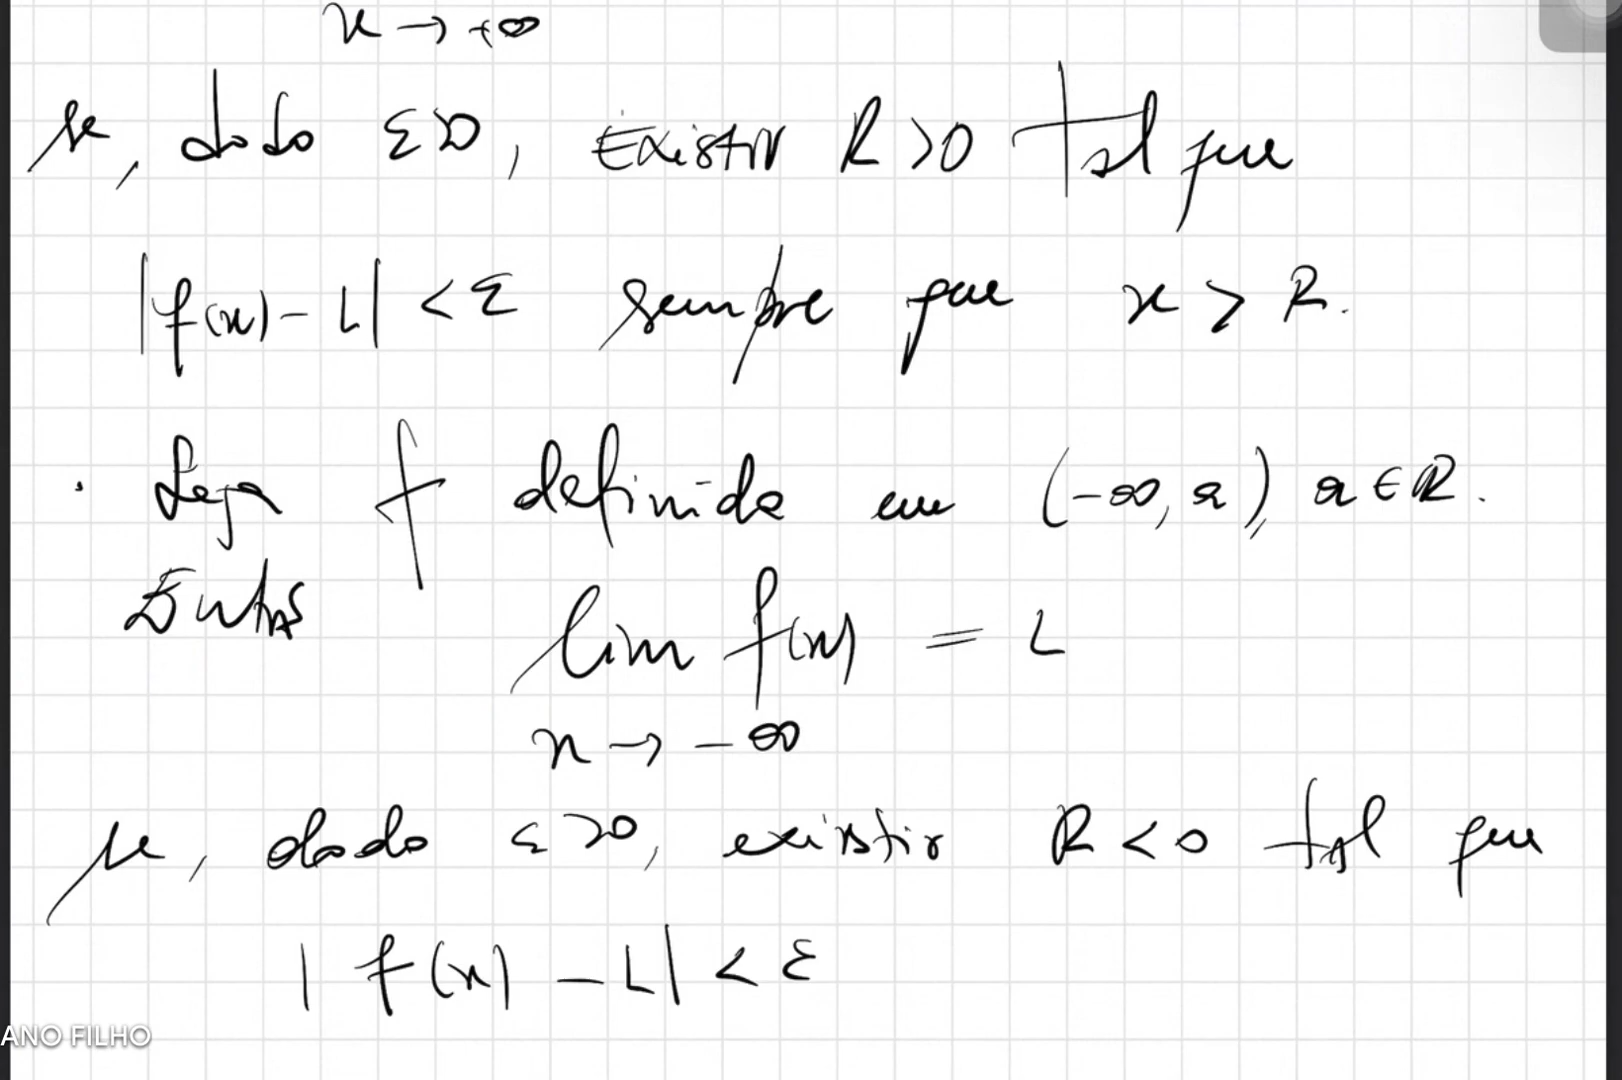 x → +∞
se, dado ε>0, Existir R>0 tal que
|f(x) - L| < ε sempre que x > R.
· Seja f definida em (-∞, a), a ∈ R.
Então
lim f(x) = L
x → -∞
se, dado ε>0, existir R<0 tal que
| f(x) - L| < ε
ANO FILHO